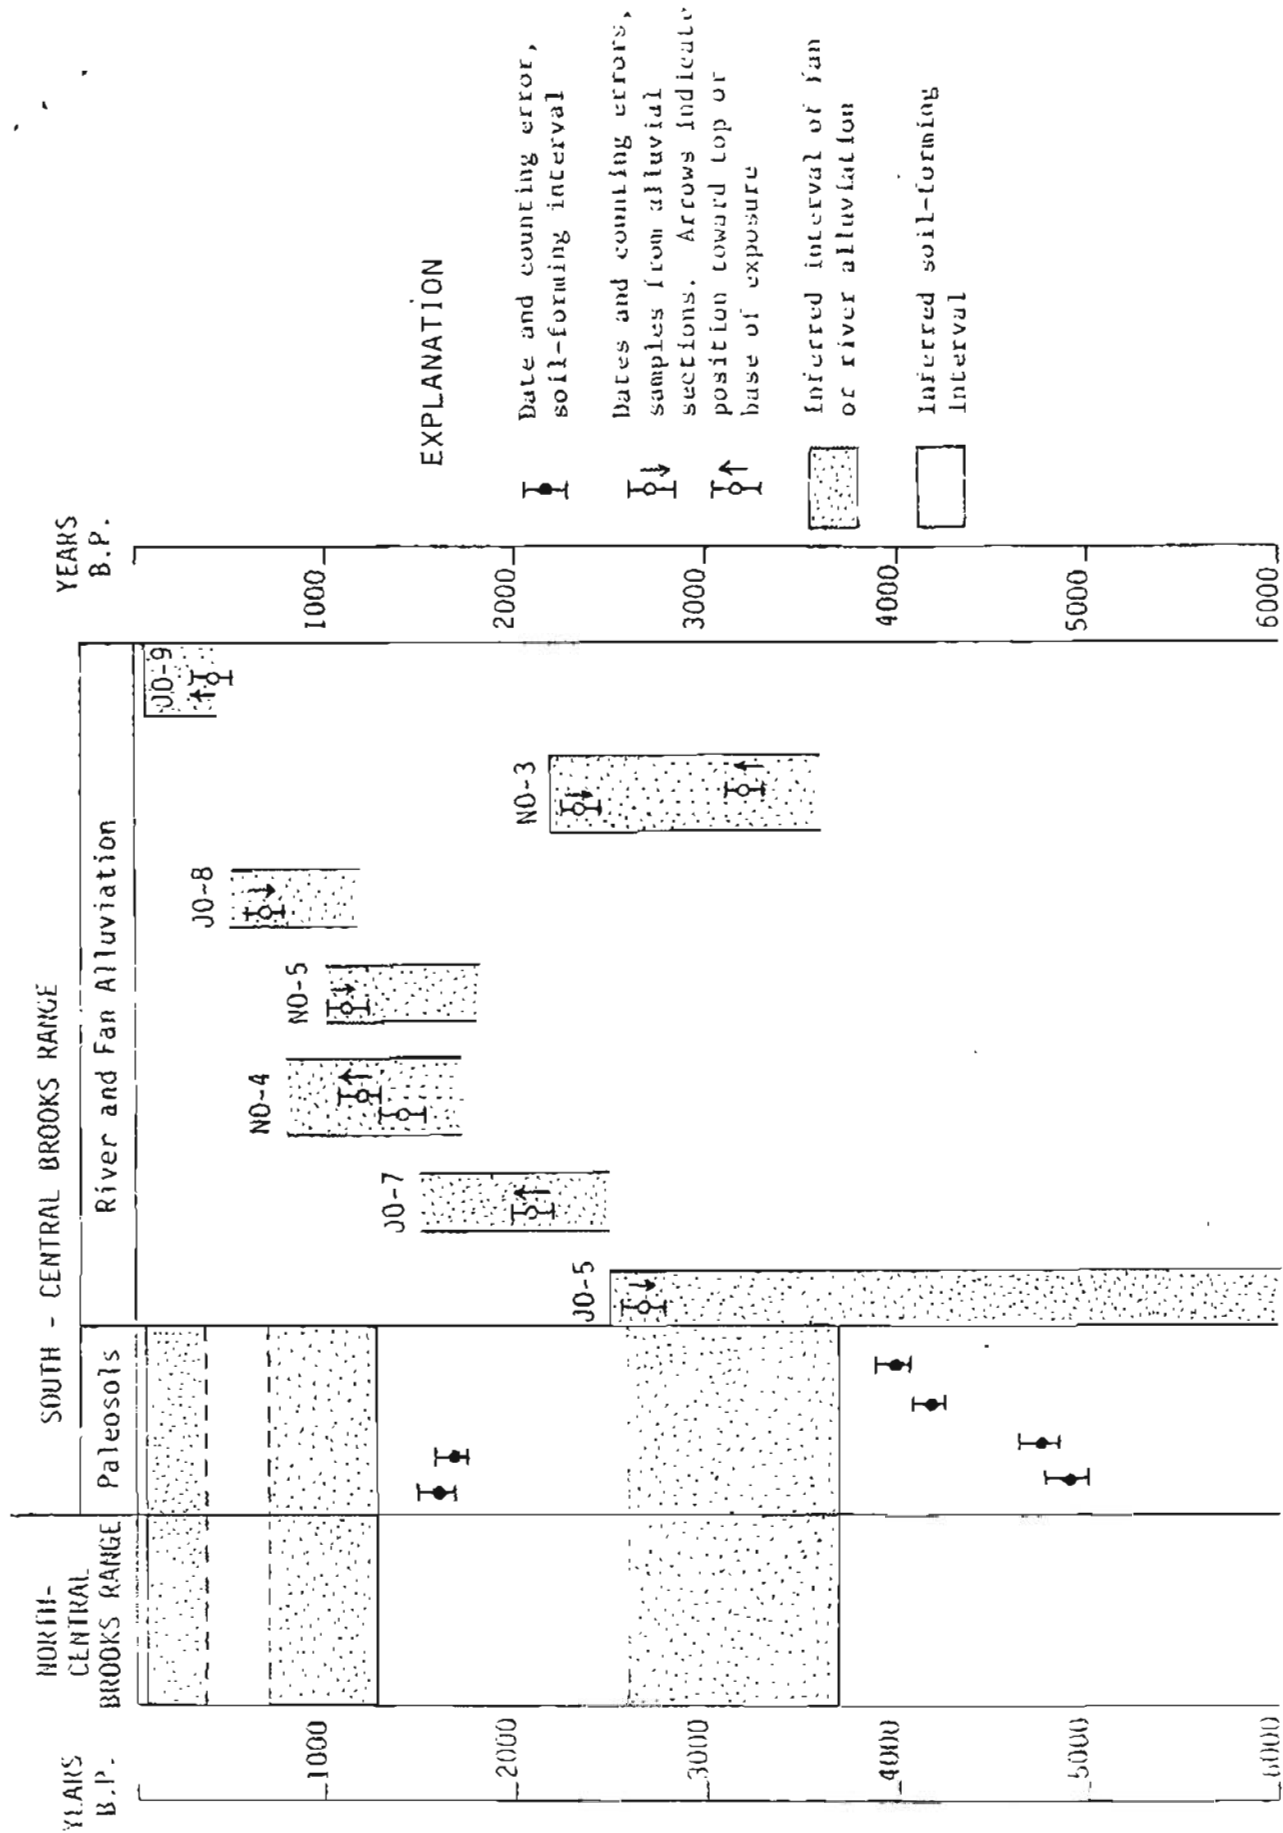 SOUTH - CENTRAL BROOKS RANGE
NORTH-
CENTRAL
BROOKS RANGE
Paleosols
River and Fan Alluviation
YEARS
B.P.
1000
2000
3000
4000
5000
6000
JO-5
JO-7
NO-4
NO-5
JO-8
NO-3
JO-9
YEARS
B.P.
1000
2000
3000
4000
5000
6000
EXPLANATION
Date and counting error,
soil-forming interval
Dates and counting errors,
samples from alluvial
sections. Arrows indicate
position toward top or
base of exposure
Inferred interval of fan
or river alluviation
Inferred soil-forming
interval